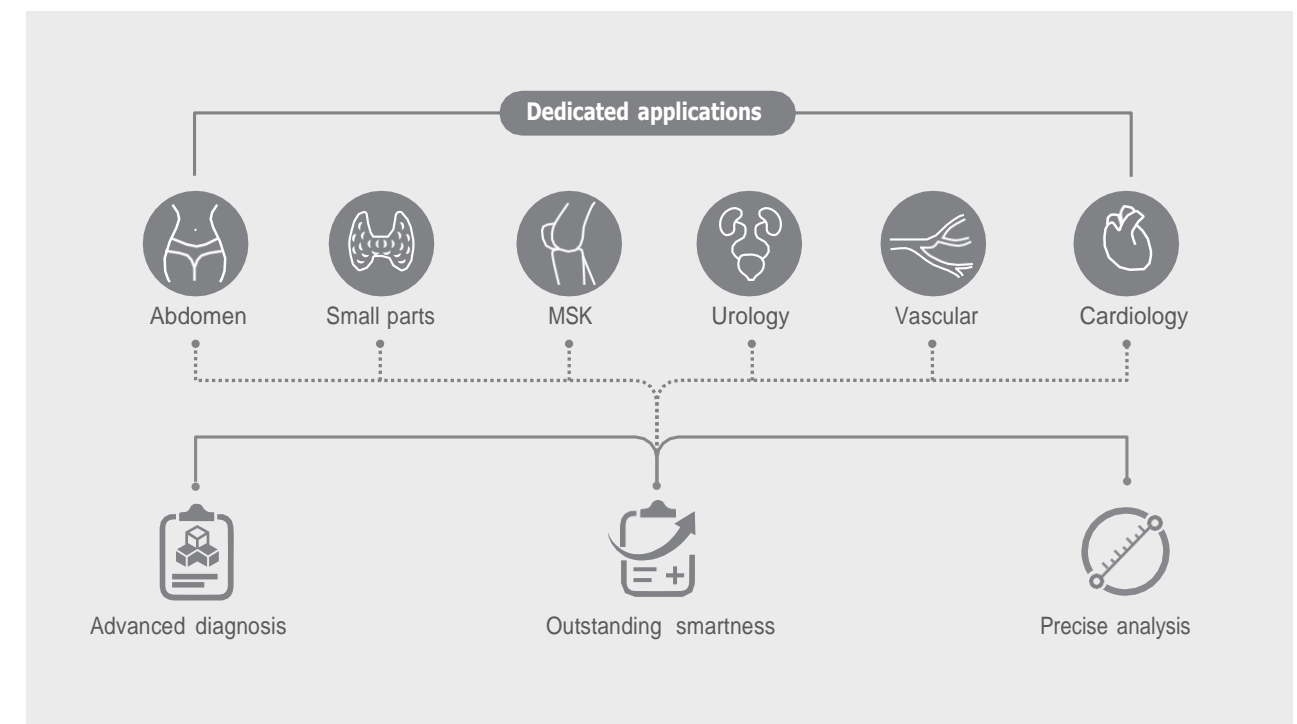 Dedicated applications
Abdomen
Small parts
MSK
Urology
Vascular
Cardiology
Advanced diagnosis
Outstanding smartness
Precise analysis